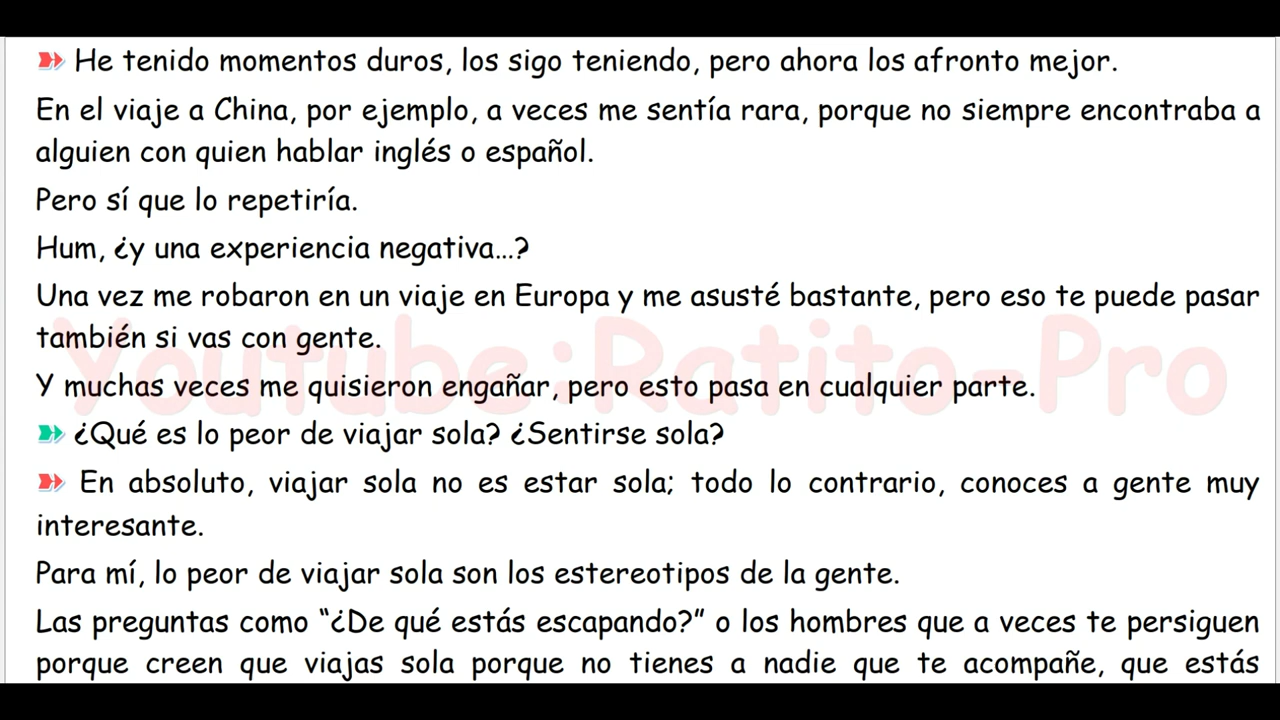 He tenido momentos duros, los sigo teniendo, pero ahora los afronto mejor.
En el viaje a China, por ejemplo, a veces me sentía rara, porque no siempre encontraba a
alguien con quien hablar inglés o español.
Pero sí que lo repetiría.
Hum, ¿y una experiencia negativa...?
Una vez me robaron en un viaje en Europa y me asusté bastante, pero eso te puede pasar
también si vas con gente.
Youtube:Ratito-Pro
Y muchas veces me quisieron engañar, pero esto pasa en cualquier parte.
¿Qué es lo peor de viajar sola? ¿Sentirse sola?
En absoluto, viajar sola no es estar sola; todo lo contrario, conoces a gente muy
interesante.
Para mí, lo peor de viajar sola son los estereotipos de la gente.
Las preguntas como “¿De qué estás escapando?” o los hombres que a veces te persiguen
porque creen que viajas sola porque no tienes a nadie que te acompañe, que estás